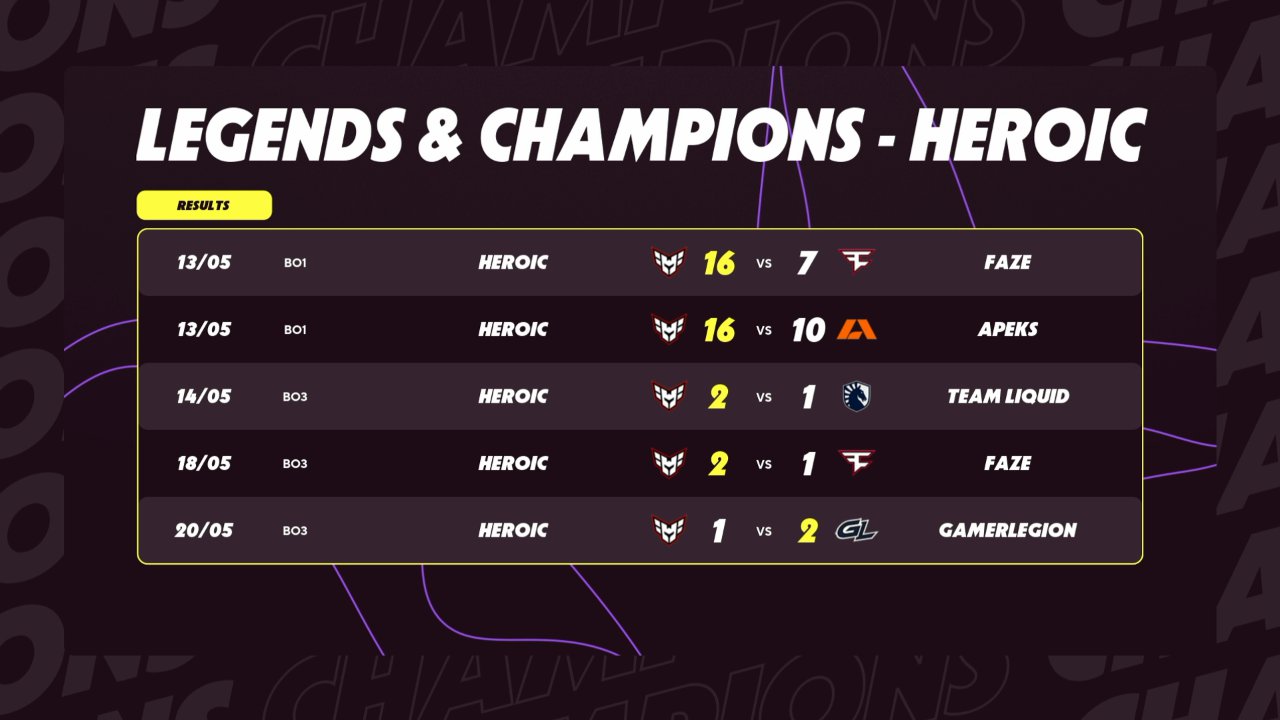 LEGENDS & CHAMPIONS - HEROIC
RESULTS
13/05 BO1 HEROIC 16 VS 7 FAZE
13/05 BO1 HEROIC 16 VS 10 APEKS
14/05 BO3 HEROIC 2 VS 1 TEAM LIQUID
18/05 BO3 HEROIC 2 VS 1 FAZE
20/05 BO3 HEROIC 1 VS 2 GL GAMERLEGION
CHAMPIONS